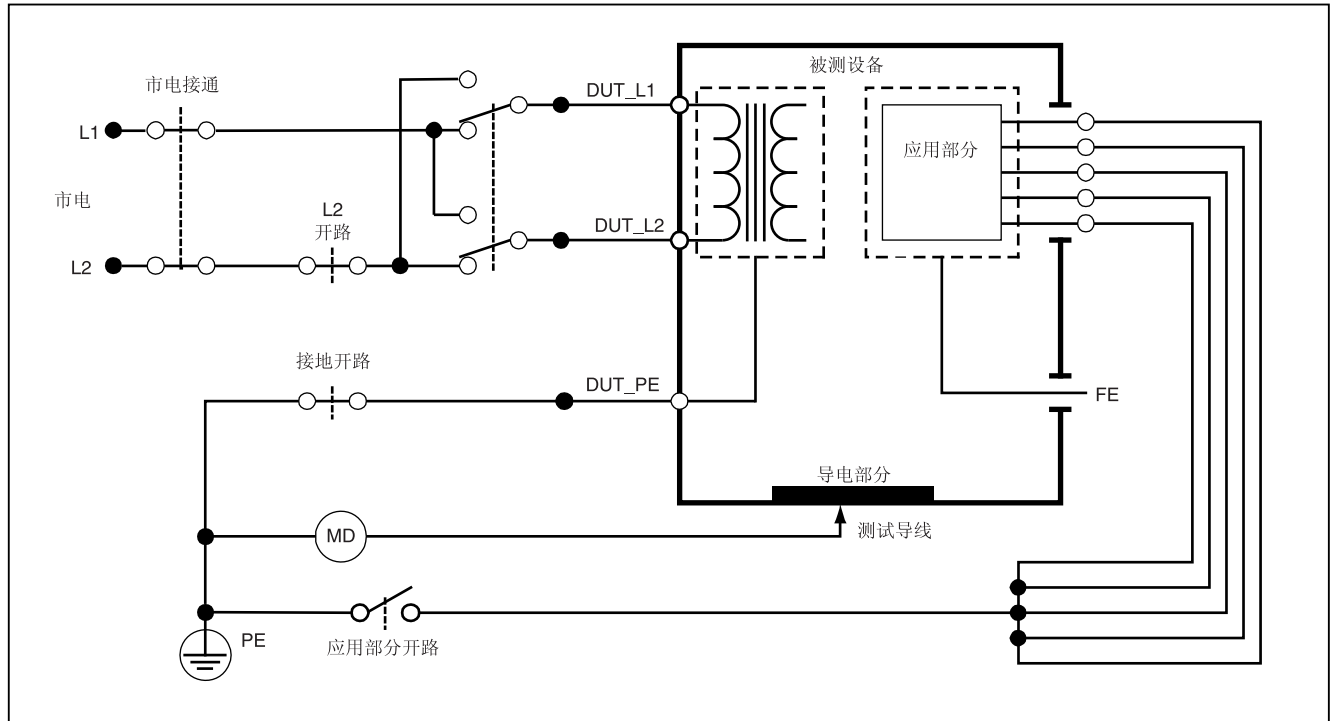 被测设备
市电接通
DUT_L1
L1
应用部分
市电
L2
开路
DUT_L2
L2
接地开路
DUT_PE
FE
导电部分
MD
测试导线
PE
应用部分开路